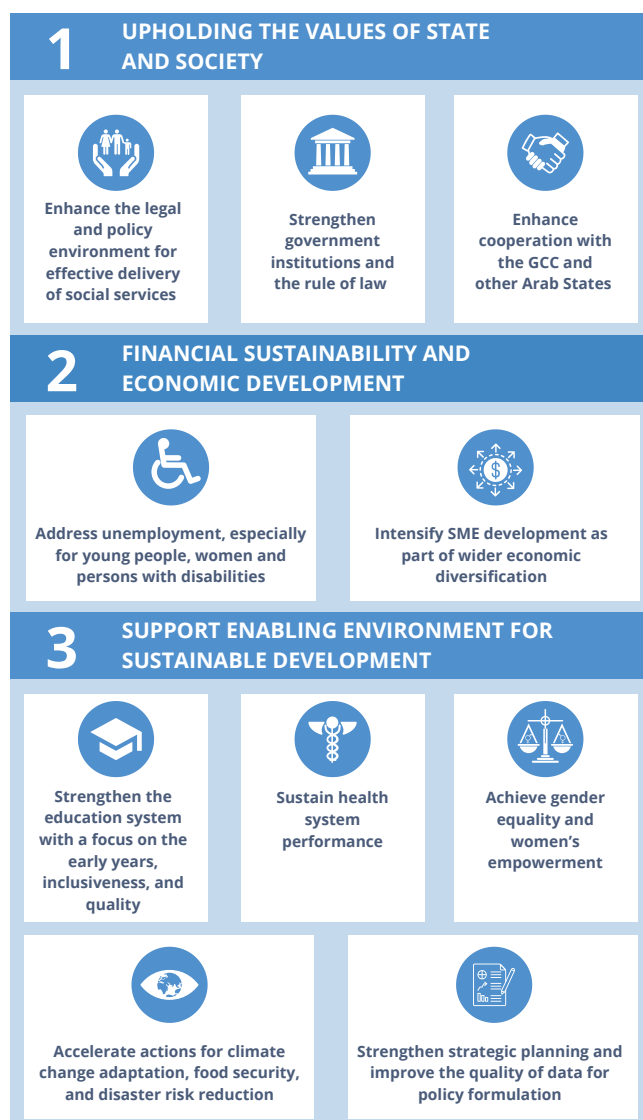 1
UPHOLDING THE VALUES OF STATE
AND SOCIETY
Enhance the legal
and policy
environment for
effective delivery
of social services
Strengthen
government
institutions and
the rule of law
Enhance
cooperation with
the GCC and
other Arab States
2
FINANCIAL SUSTAINABILITY AND
ECONOMIC DEVELOPMENT
Address unemployment, especially
for young people, women and
persons with disabilities
$
Intensify SME development as
part of wider economic
diversification
3
SUPPORT ENABLING ENVIRONMENT FOR
SUSTAINABLE DEVELOPMENT
Strengthen the
education system
with a focus on the
early years,
inclusiveness, and
quality
Sustain health
system
performance
Achieve gender
equality and
women’s
empowerment
Accelerate actions for climate
change adaptation, food security,
and disaster risk reduction
Strengthen strategic planning and
improve the quality of data for
policy formulation